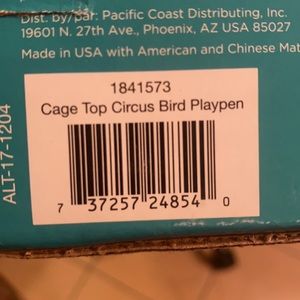 Dist. by/par: Pacific Coast Distributing, Inc.
19601 N. 27th Ave., Phoenix, AZ USA 85027
Made in USA with American and Chinese Mat
1841573
Cage Top Circus Bird Playpen
7 37257 24854 0
ALT-17-1204